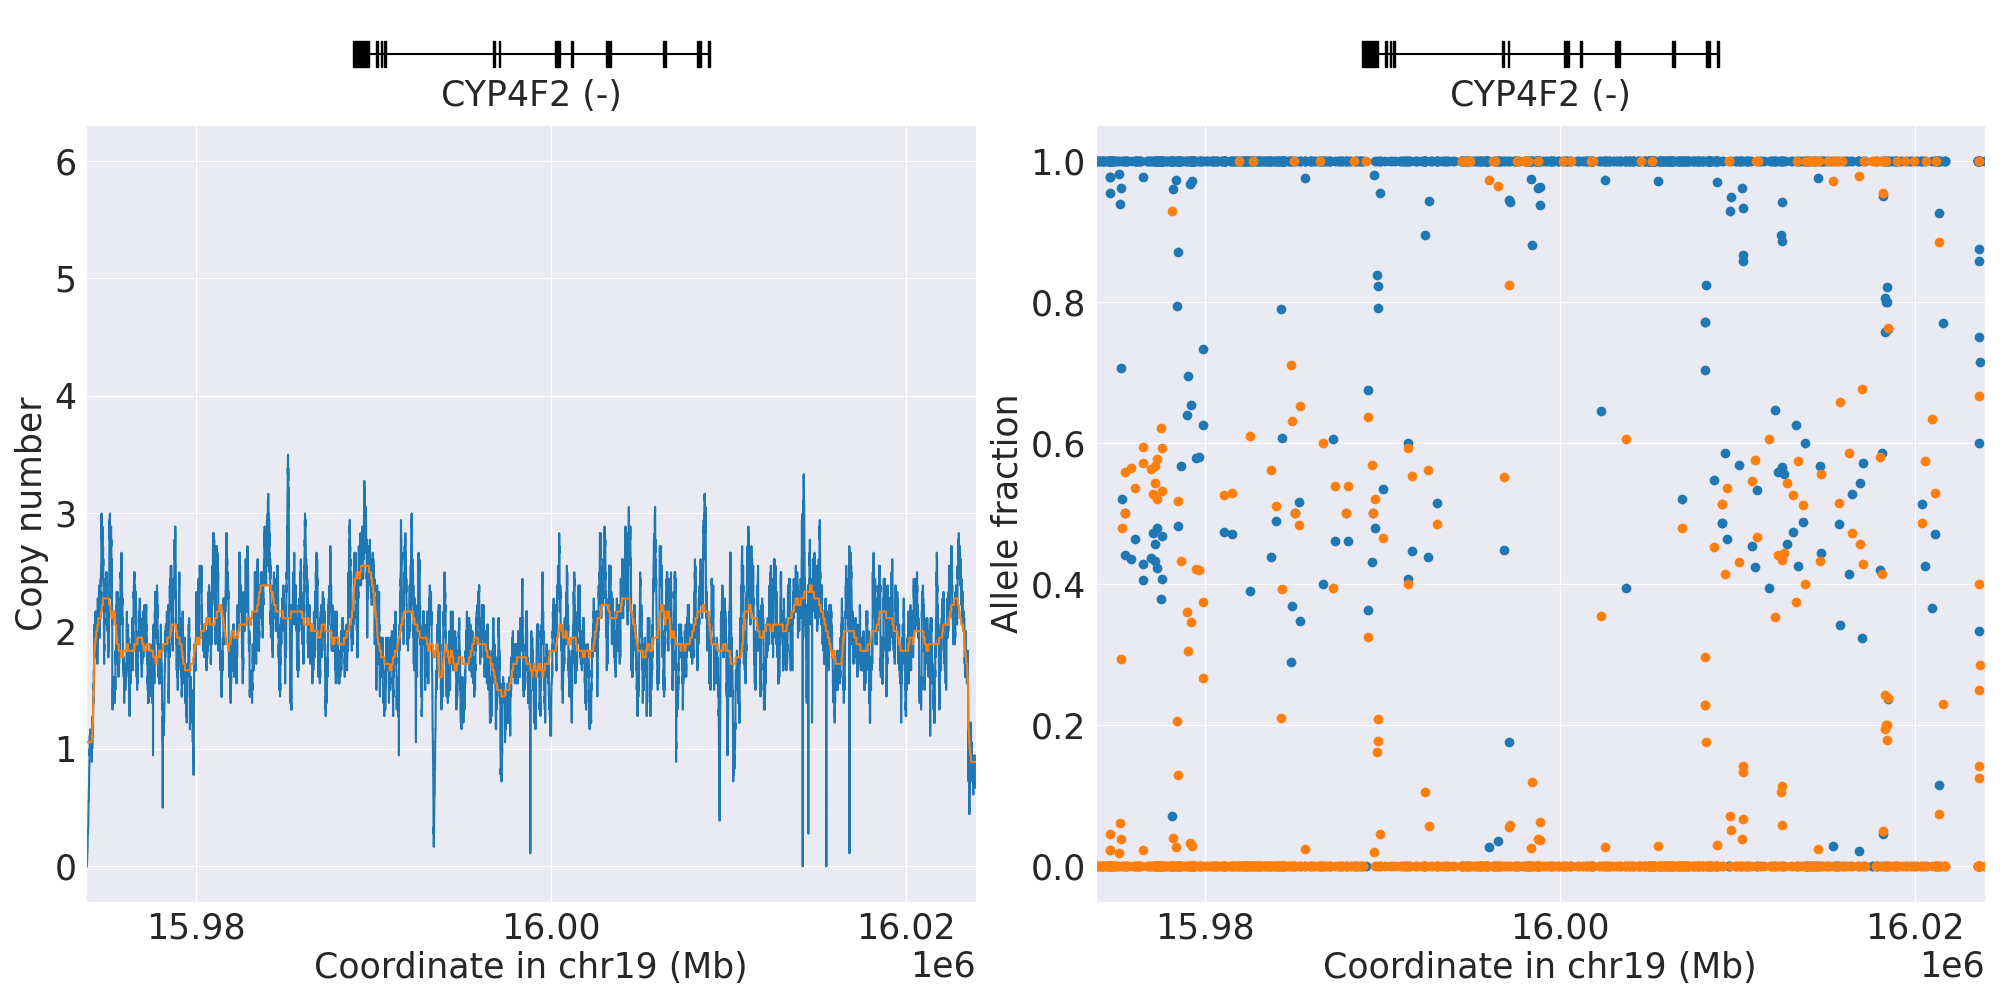 CYP4F2 (-)
CYP4F2 (-)
6
5
4
3
2
1
0
Copy number
15.98
16.00
16.02
Coordinate in chr19 (Mb)
1e6
1.0
0.8
0.6
0.4
0.2
0.0
Allele fraction
15.98
16.00
16.02
Coordinate in chr19 (Mb)
1e6